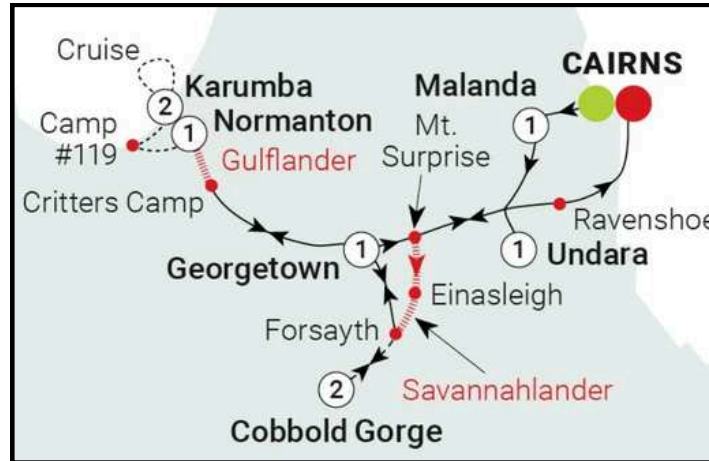 Cruise
Karumba
2
Normanton
1
Camp
#119
Gulflander
Critters Camp
Malanda
1
CAIRNS
Mt.
Surprise
Ravenshoe
1
Undara
1
Georgetown
Einasleigh
Forsayth
Savannahlander
2
Cobbold Gorge